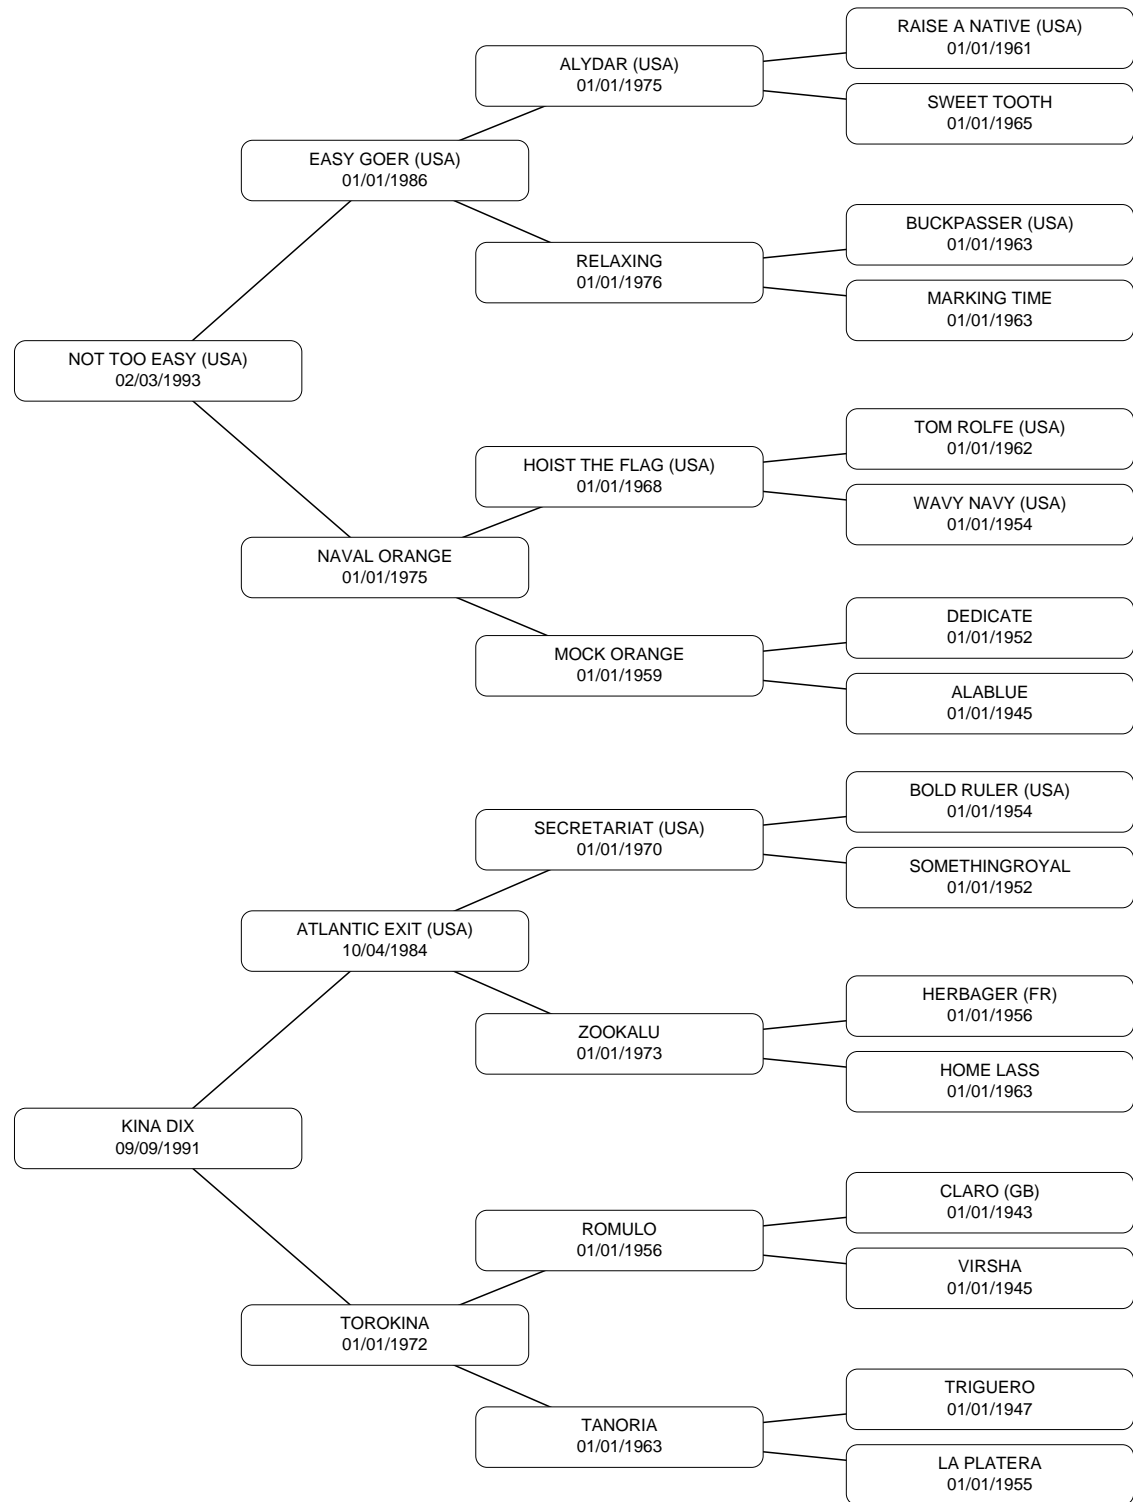 RAISE A NATIVE (USA)
01/01/1961
ALYDAR (USA)
01/01/1975
SWEET TOOTH
01/01/1965
EASY GOER (USA)
01/01/1986
BUCKPASSER (USA)
01/01/1963
RELAXING
01/01/1976
MARKING TIME
01/01/1963
NOT TOO EASY (USA)
02/03/1993
TOM ROLFE (USA)
01/01/1962
HOIST THE FLAG (USA)
01/01/1968
WAVY NAVY (USA)
01/01/1954
NAVAL ORANGE
01/01/1975
DEDICATE
01/01/1952
MOCK ORANGE
01/01/1959
ALABLUE
01/01/1945
BOLD RULER (USA)
01/01/1954
SECRETARIAT (USA)
01/01/1970
SOMETHINGROYAL
01/01/1952
ATLANTIC EXIT (USA)
10/04/1984
HERBAGER (FR)
01/01/1956
ZOOKALU
01/01/1973
HOME LASS
01/01/1963
KINA DIX
09/09/1991
CLARO (GB)
01/01/1943
ROMULO
01/01/1956
VIRSHA
01/01/1945
TOROKINA
01/01/1972
TRIGUERO
01/01/1947
TANORIA
01/01/1963
LA PLATERA
01/01/1955